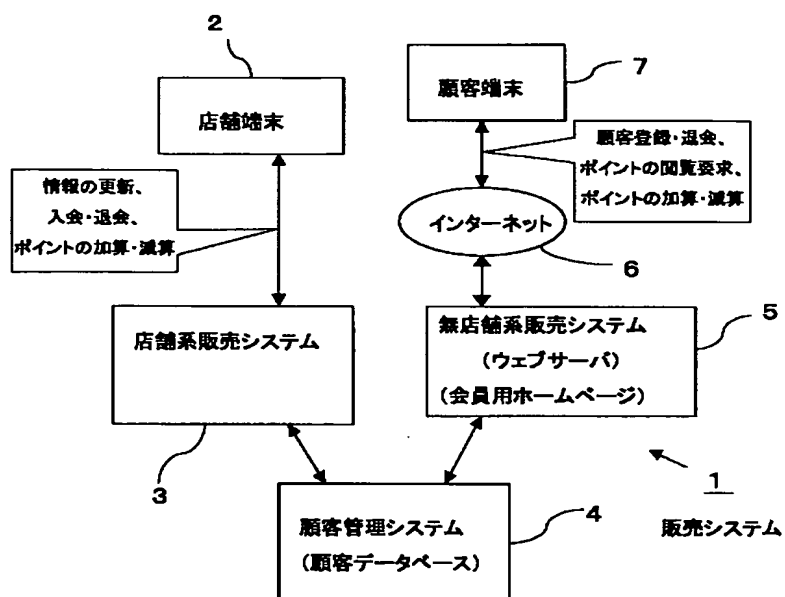 2
店舗端末
情報の更新、
入会・退会、
ポイントの加算・減算
7
顧客端末
顧客登録・退会、
ポイントの閲覧要求、
ポイントの加算・減算
インターネット
6
店舗系販売システム
3
無店舗系販売システム
(ウェブサーバ)
(会員用ホームページ)
5
顧客管理システム
(顧客データベース)
4
1
販売システム